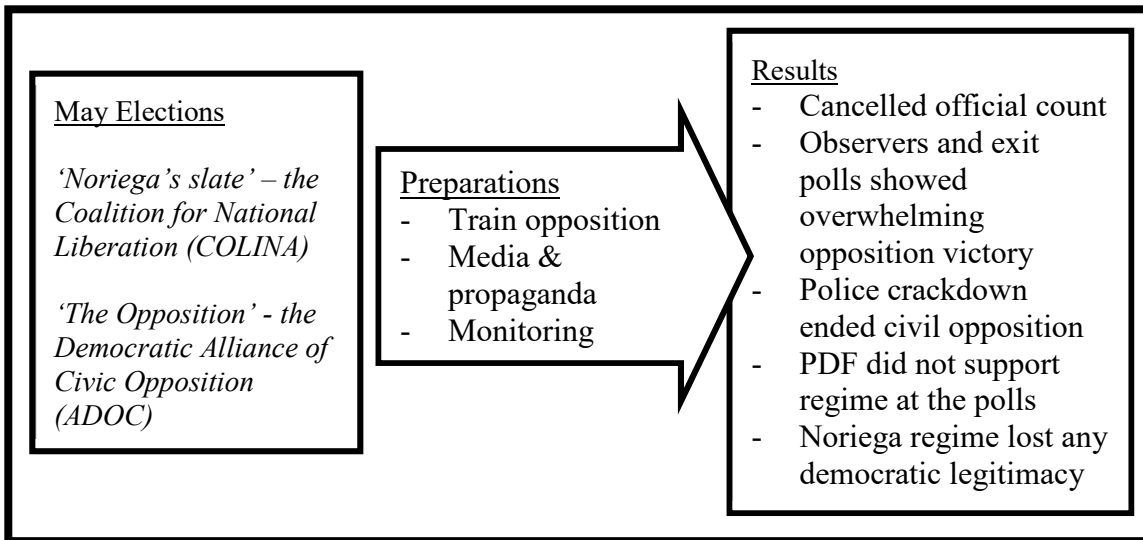 May Elections
‘Noriega’s slate’ – the
Coalition for National
Liberation (COLINA)
‘The Opposition’ - the
Democratic Alliance of
Civic Opposition
(ADOC)
Preparations
- Train opposition
- Media &
propaganda
- Monitoring
Results
- Cancelled official count
- Observers and exit
polls showed
overwhelming
opposition victory
- Police crackdown
ended civil opposition
- PDF did not support
regime at the polls
- Noriega regime lost any
democratic legitimacy